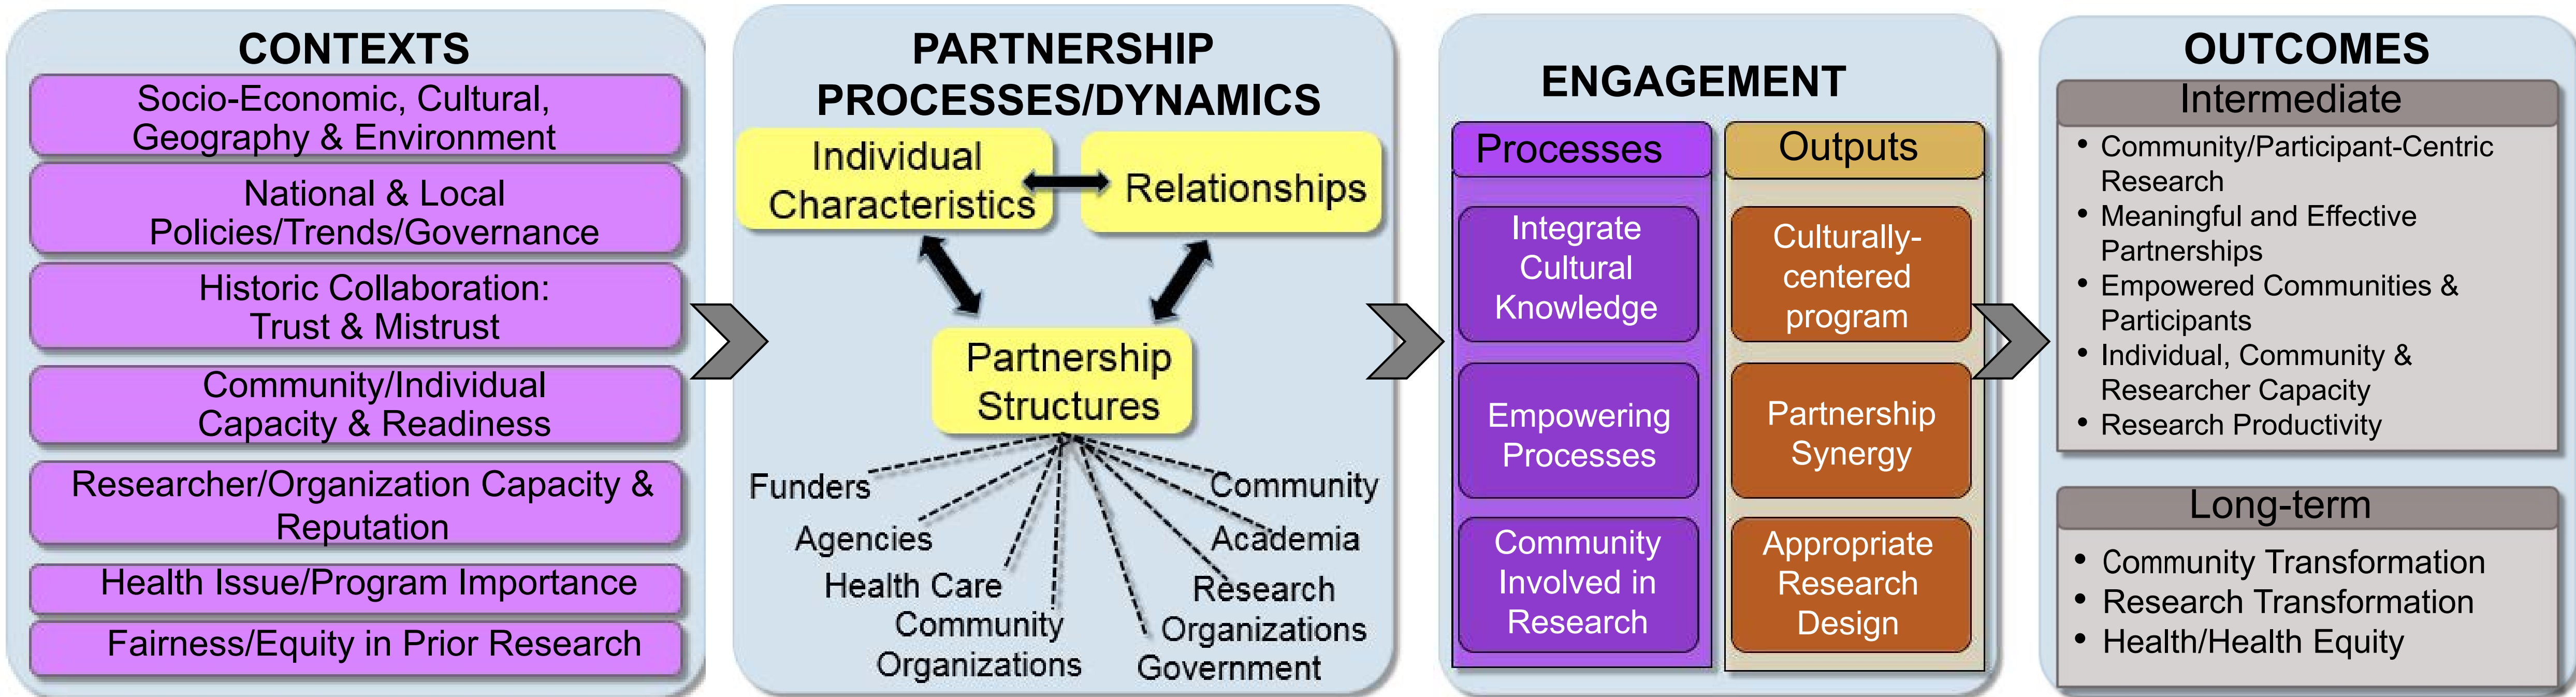 CONTEXTS
Socio-Economic, Cultural,
Geography & Environment
National & Local
Policies/Trends/Governance
Historic Collaboration:
Trust & Mistrust
Community/Individual
Capacity & Readiness
Researcher/Organization Capacity &
Reputation
Health Issue/Program Importance
Fairness/Equity in Prior Research
PARTNERSHIP
PROCESSES/DYNAMICS
Individual
Characteristics
Relationships
Partnership
Structures
Funders
Agencies
Health Care
Community
Organizations
Community
Academia
Research
Organizations
Government
ENGAGEMENT
Processes
Integrate
Cultural
Knowledge
Empowering
Processes
Community
Involved in
Research
Outputs
Culturally-
centered
program
Partnership
Synergy
Appropriate
Research
Design
OUTCOMES
Intermediate
• Community/Participant-Centric
Research
• Meaningful and Effective
Partnerships
• Empowered Communities &
Participants
• Individual, Community &
Researcher Capacity
• Research Productivity
Long-term
• Community Transformation
• Research Transformation
• Health/Health Equity